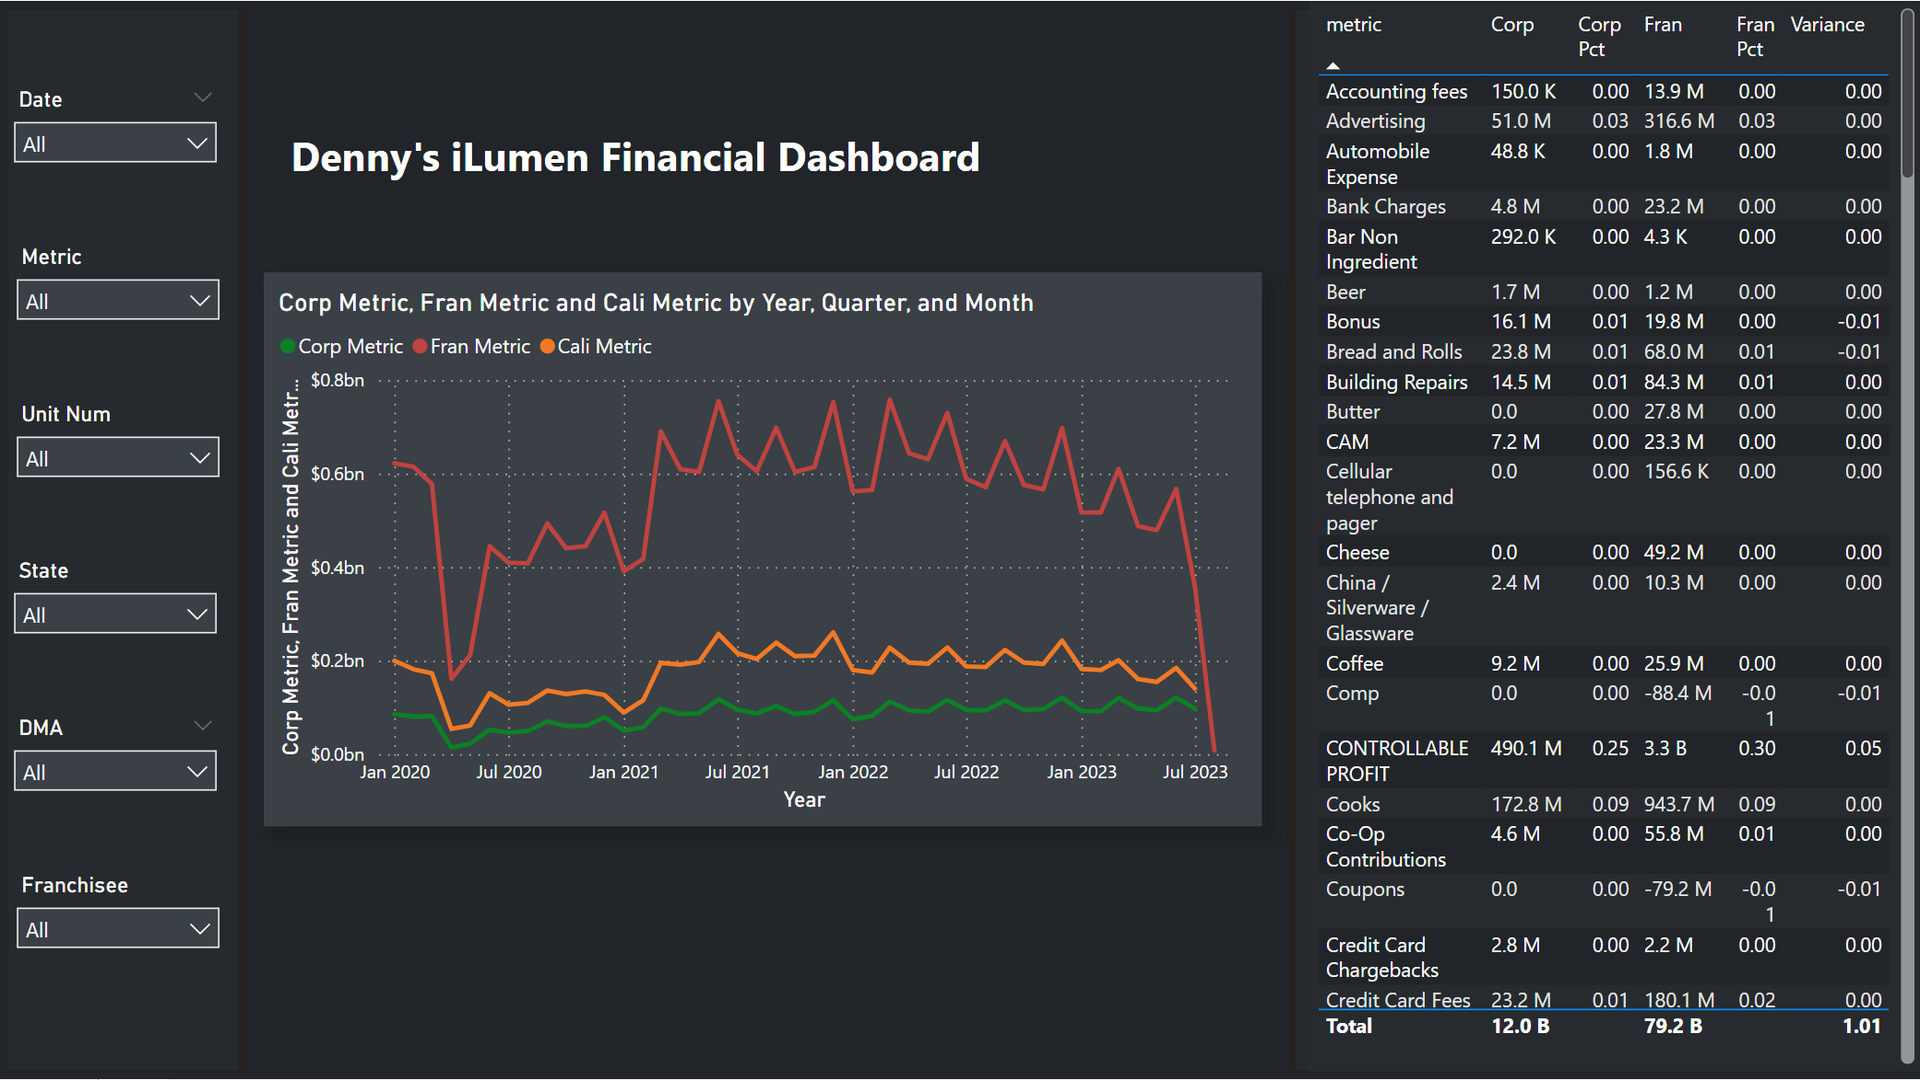 Date
All
Metric
All
Unit Num
All
State
All
DMA
All
Franchisee
All
Denny's iLumen Financial Dashboard
Corp Metric, Fran Metric and Cali Metric by Year, Quarter, and Month
Corp Metric Fran Metric Cali Metric
Corp Metric, Fran Metric and Cali Metr...
$0.8bn
$0.6bn
$0.4bn
$0.2bn
$0.0bn
Jan 2020 Jul 2020 Jan 2021 Jul 2021 Jan 2022 Jul 2022 Jan 2023 Jul 2023
Year
metric Corp Corp Fran Fran Variance
Pct Pct
Accounting fees 150.0 K 0.00 13.9 M 0.00 0.00
Advertising 51.0 M 0.03 316.6 M 0.03 0.00
Automobile 48.8 K 0.00 1.8 M 0.00 0.00
Expense
Bank Charges 4.8 M 0.00 23.2 M 0.00 0.00
Bar Non 292.0 K 0.00 4.3 K 0.00 0.00
Ingredient
Beer 1.7 M 0.00 1.2 M 0.00 0.00
Bonus 16.1 M 0.01 19.8 M 0.00 -0.01
Bread and Rolls 23.8 M 0.01 68.0 M 0.01 -0.01
Building Repairs 14.5 M 0.01 84.3 M 0.01 0.00
Butter 0.0 0.00 27.8 M 0.00 0.00
CAM 7.2 M 0.00 23.3 M 0.00 0.00
Cellular 0.0 0.00 156.6 K 0.00 0.00
telephone and
pager
Cheese 0.0 0.00 49.2 M 0.00 0.00
China / 2.4 M 0.00 10.3 M 0.00 0.00
Silverware /
Glassware
Coffee 9.2 M 0.00 25.9 M 0.00 0.00
Comp 0.0 0.00 -88.4 M -0.0 -0.01
1
CONTROLLABLE 490.1 M 0.25 3.3 B 0.30 0.05
PROFIT
Cooks 172.8 M 0.09 943.7 M 0.09 0.00
Co-Op 4.6 M 0.00 55.8 M 0.01 0.00
Contributions
Coupons 0.0 0.00 -79.2 M -0.0 -0.01
1
Credit Card 2.8 M 0.00 2.2 M 0.00 0.00
Chargebacks
Credit Card Fees 23.2 M 0.01 180.1 M 0.02 0.00
Total 12.0 B 79.2 B 1.01